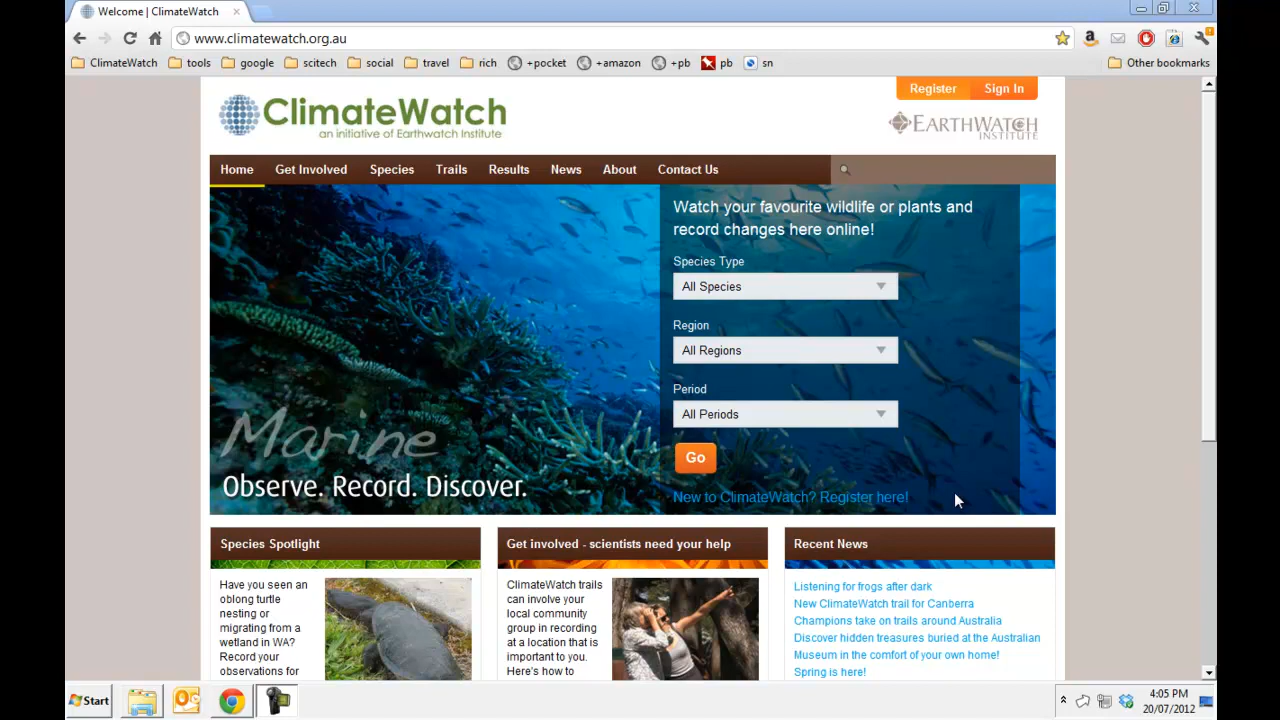 Welcome | ClimateWatch
www.climatewatch.org.au
ClimateWatch tools google scitech social travel rich +pocket +amazon +pb pb sn Other bookmarks
Register Sign In
ClimateWatch
an initiative of Earthwatch Institute
EARTHWATCH
INSTITUTE
Home Get Involved Species Trails Results News About Contact Us
Watch your favourite wildlife or plants and
record changes here online!
Species Type
All Species
Region
All Regions
Period
All Periods
Go
New to ClimateWatch? Register here!
Marine
Observe. Record. Discover.
Species Spotlight
Have you seen an
oblong turtle
nesting or
migrating from a
wetland in WA?
Record your
observations for
Get involved - scientists need your help
ClimateWatch trails
can involve your
local community
group in recording
at a location that is
important to you.
Here's how to
Recent News
Listening for frogs after dark
New ClimateWatch trail for Canberra
Champions take on trails around Australia
Discover hidden treasures buried at the Australian
Museum in the comfort of your own home!
Spring is here!
Start
4:05 PM
20/07/2012